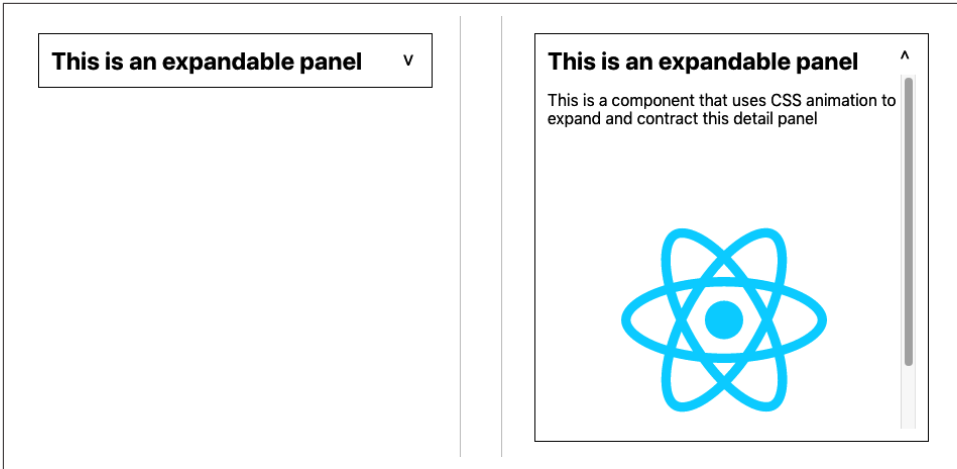 This is an expandable panel v
This is an expandable panel ^
This is a component that uses CSS animation to
expand and contract this detail panel